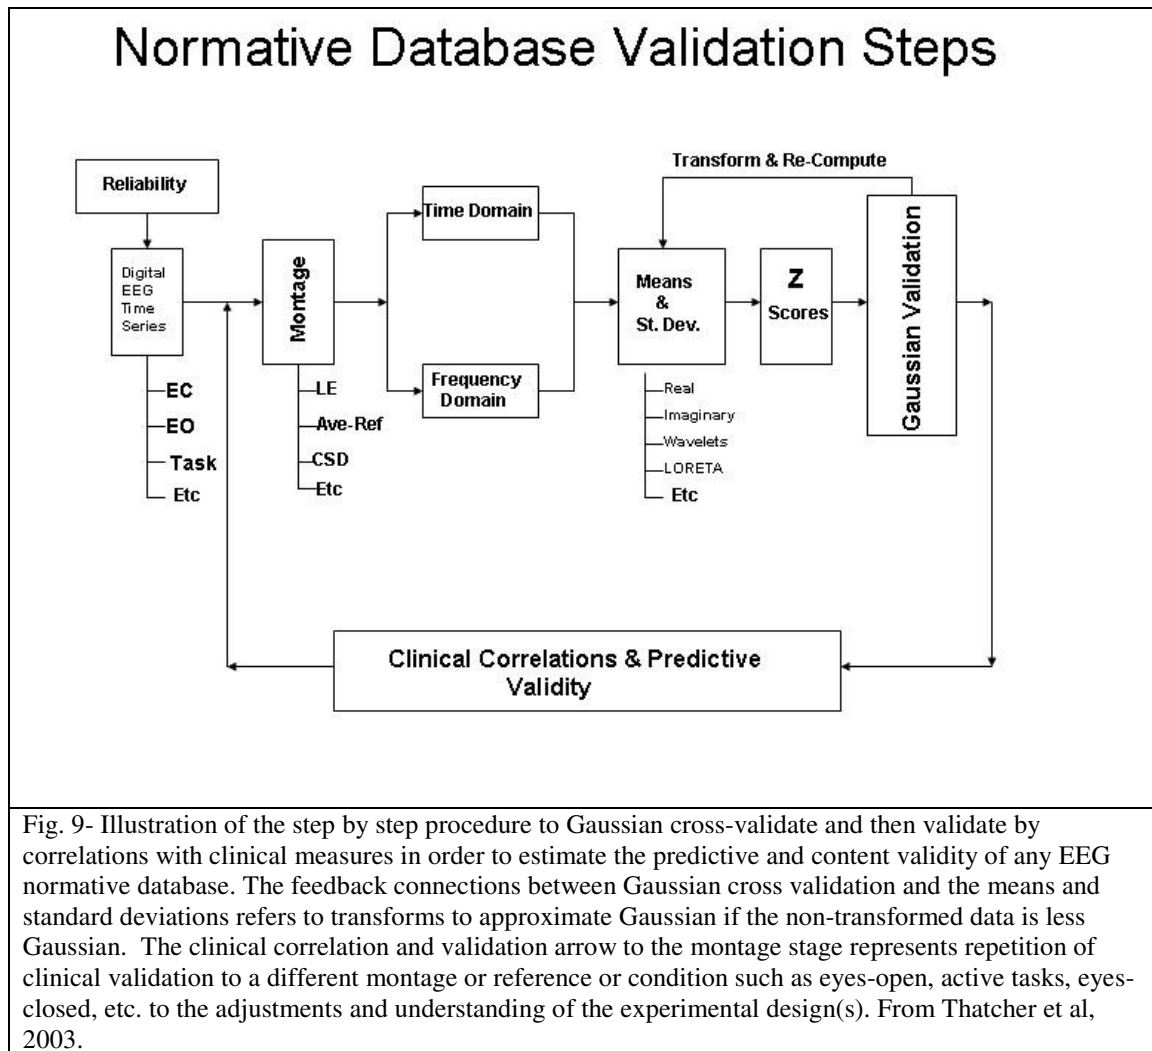 Normative Database Validation Steps
Transform & Re-Compute
Reliability
Digital
EEG
Time
Series
EC
EO
Task
Etc
Montage
LE
Ave-Ref
CSD
Etc
Time Domain
Frequency
Domain
Means
&
St. Dev.
Real
Imaginary
Wavelets
LORETA
Etc
Z
Scores
Gaussian Validation
Clinical Correlations & Predictive
Validity
Fig. 9- Illustration of the step by step procedure to Gaussian cross-validate and then validate by
correlations with clinical measures in order to estimate the predictive and content validity of any EEG
normative database. The feedback connections between Gaussian cross validation and the means and
standard deviations refers to transforms to approximate Gaussian if the non-transformed data is less
Gaussian.  The clinical correlation and validation arrow to the montage stage represents repetition of
clinical validation to a different montage or reference or condition such as eyes-open, active tasks, eyes-
closed, etc. to the adjustments and understanding of the experimental design(s). From Thatcher et al,
2003.